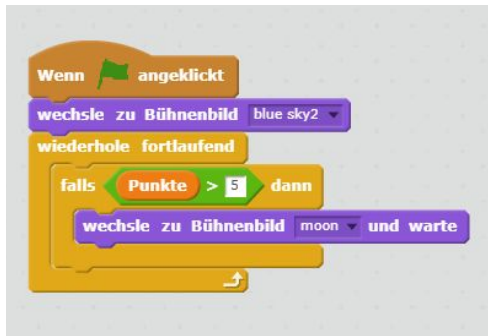 Wenn angeklickt
wechsle zu Bühnenbild blue sky2
wiederhole fortlaufend
falls Punkte > 5 dann
wechsle zu Bühnenbild moon und warte